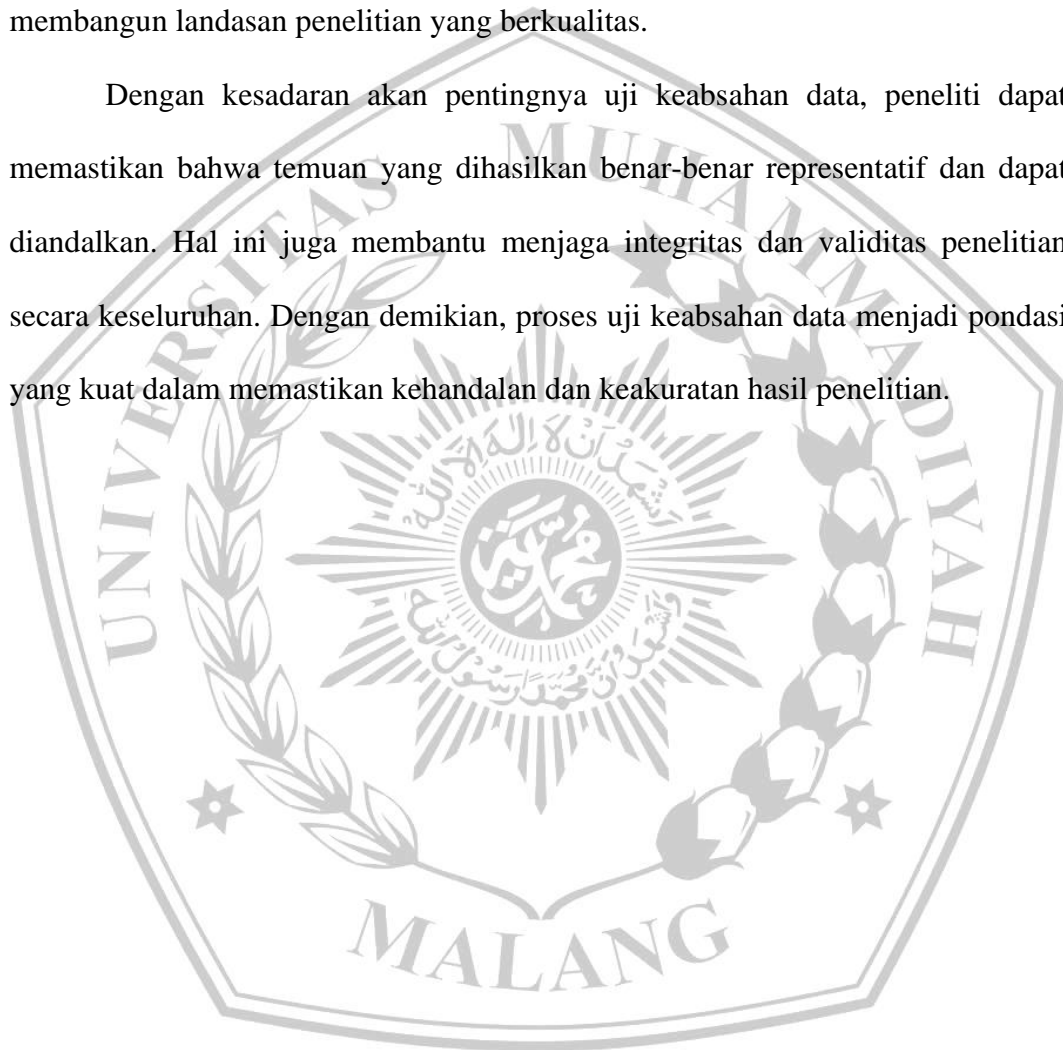 membangun landasan penelitian yang berkualitas.
Dengan kesadaran akan pentingnya uji keabsahan data, peneliti dapat
memastikan bahwa temuan yang dihasilkan benar-benar representatif dan dapat
diandalkan. Hal ini juga membantu menjaga integritas dan validitas penelitian
secara keseluruhan. Dengan demikian, proses uji keabsahan data menjadi pondasi
yang kuat dalam memastikan kehandalan dan keakuratan hasil penelitian.
UNIVERSITAS MUHAMMADIYAH
MALANG